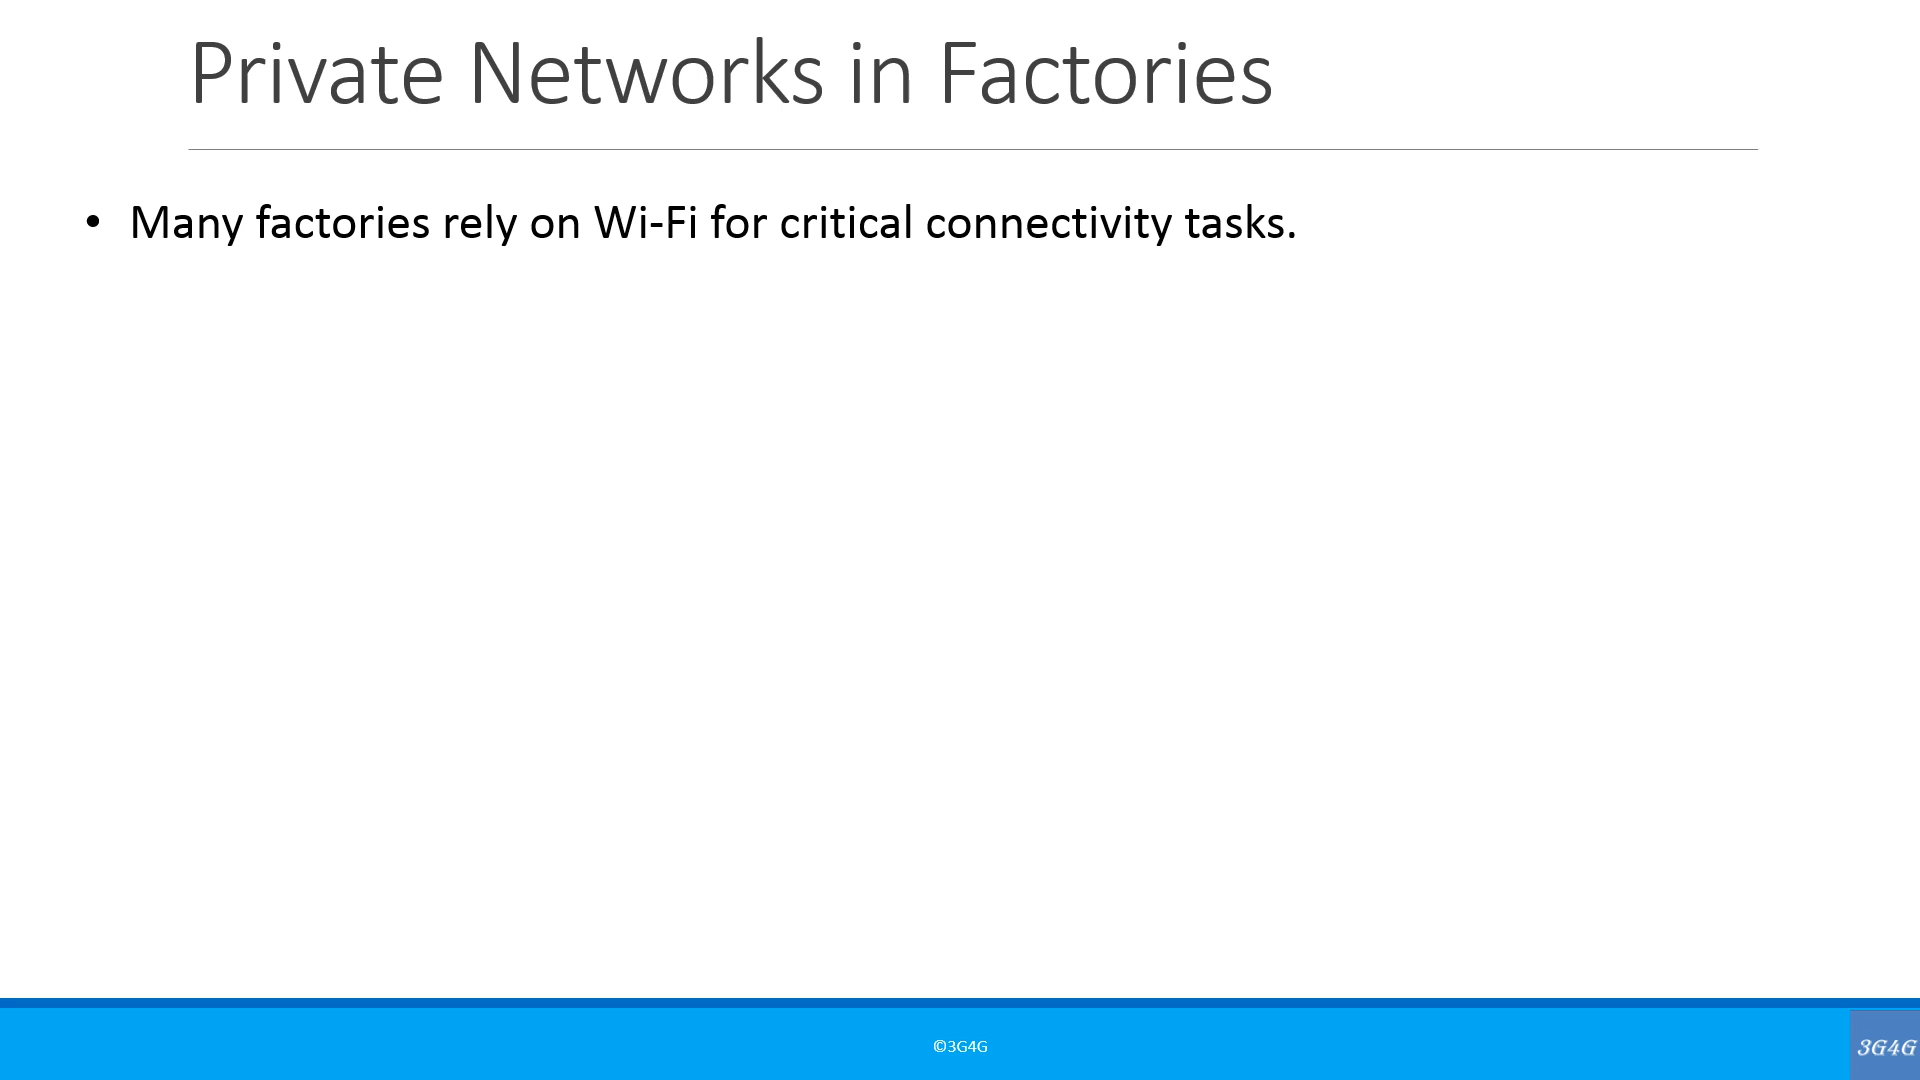 Private Networks in Factories
• Many factories rely on Wi-Fi for critical connectivity tasks.
©3G4G
3G4G